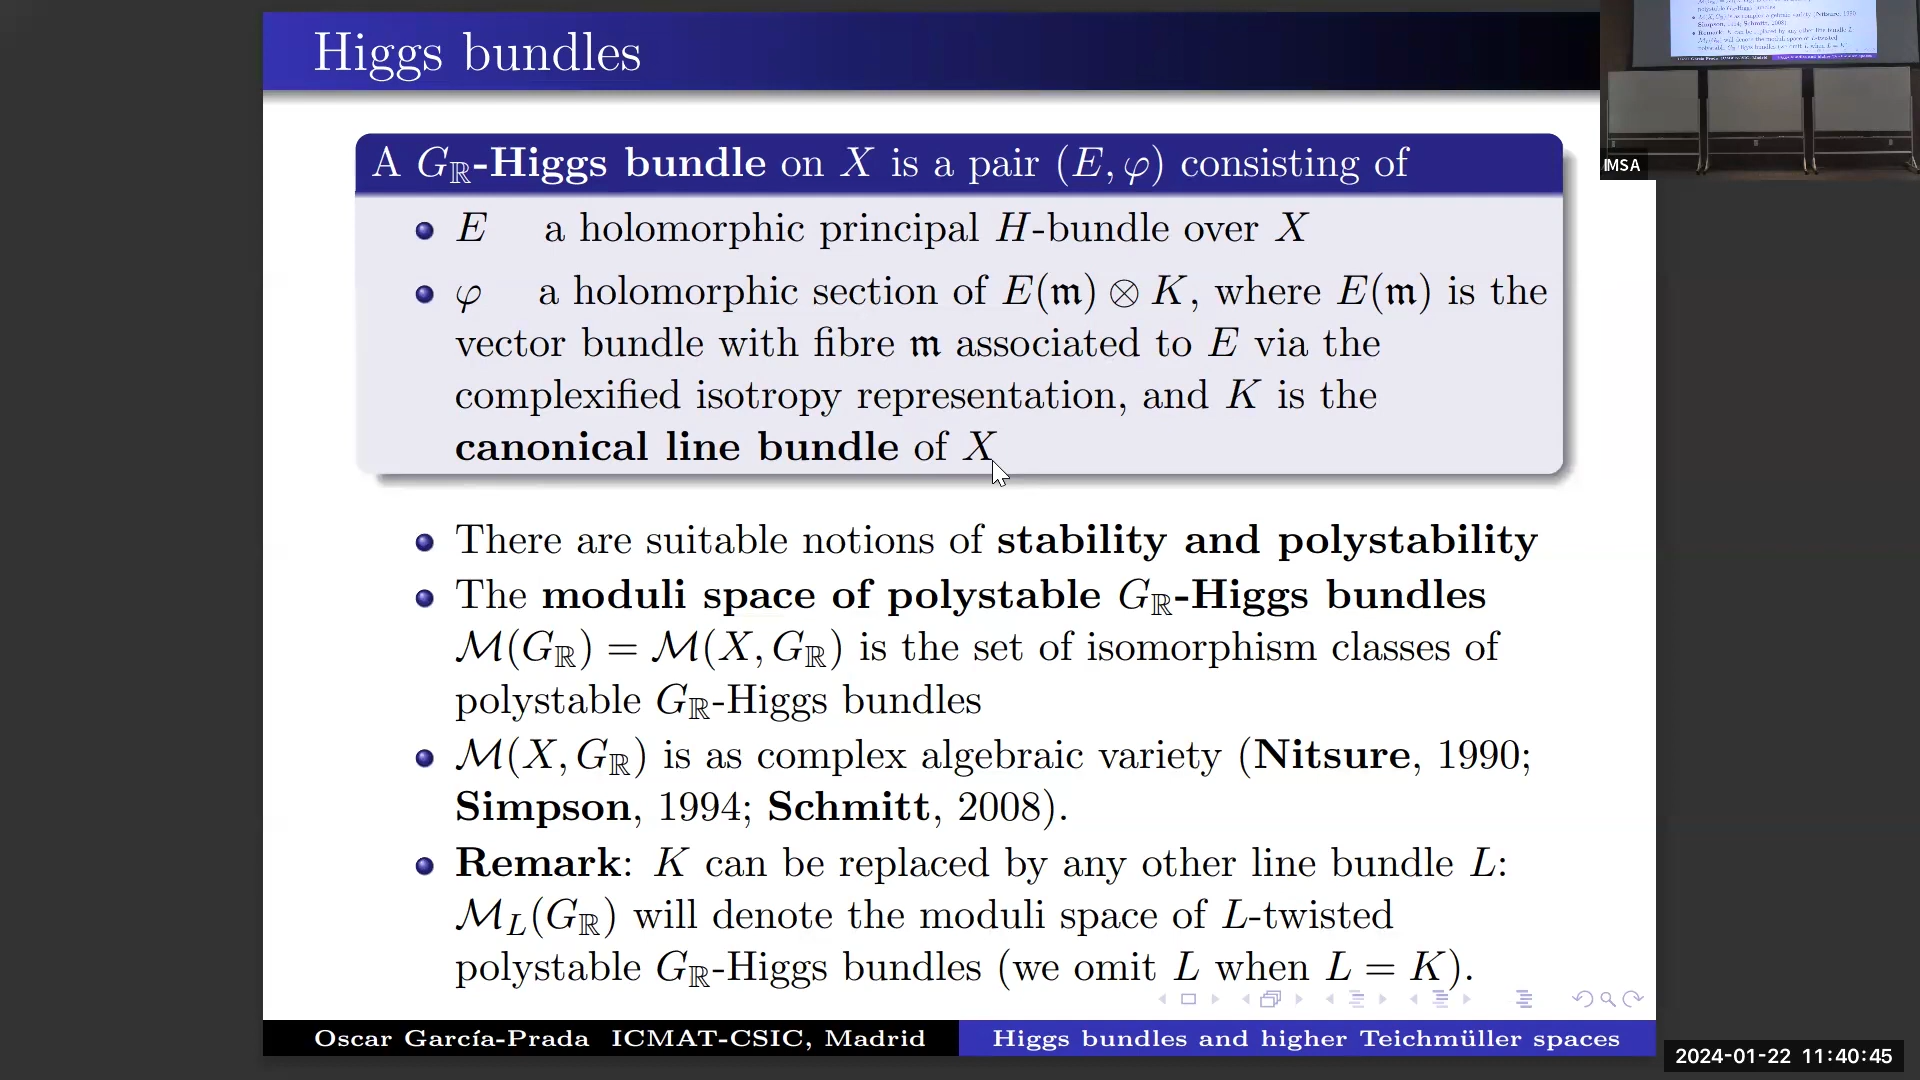 Higgs bundles
A G_ℝ-Higgs bundle on X is a pair (E, φ) consisting of
E a holomorphic principal H-bundle over X
φ a holomorphic section of E(𝔪) ⊗ K, where E(𝔪) is the
vector bundle with fibre 𝔪 associated to E via the
complexified isotropy representation, and K is the
canonical line bundle of X
There are suitable notions of stability and polystability
The moduli space of polystable G_ℝ-Higgs bundles
ℳ(G_ℝ) = ℳ(X, G_ℝ) is the set of isomorphism classes of
polystable G_ℝ-Higgs bundles
ℳ(X, G_ℝ) is as complex algebraic variety (Nitsure, 1990;
Simpson, 1994; Schmitt, 2008).
Remark: K can be replaced by any other line bundle L:
ℳ_L(G_ℝ) will denote the moduli space of L-twisted
polystable G_ℝ-Higgs bundles (we omit L when L = K).
Oscar García-Prada ICMAT-CSIC, Madrid
Higgs bundles and higher Teichmüller spaces
IMSA
2024-01-22 11:40:45